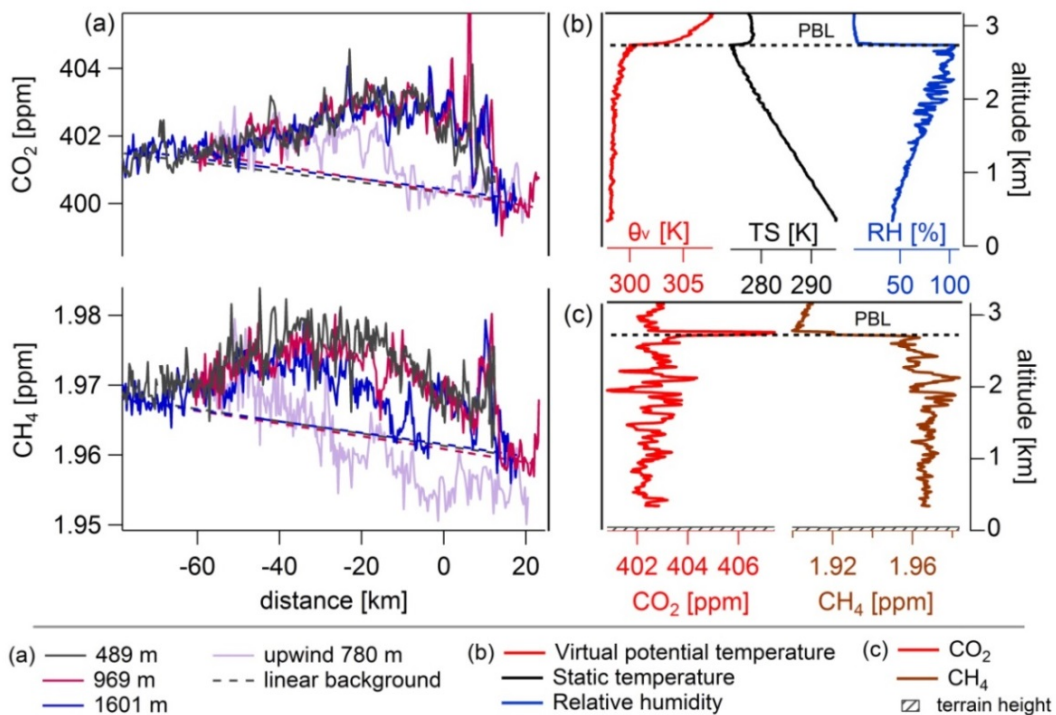 (a)
404
402
400
CO₂ [ppm]
1.98
1.97
1.96
1.95
CH₄ [ppm]
-60 -40 -20 0 20
distance [km]
(b)
PBL
3
2
1
0
altitude [km]
θv [K] TS [K] RH [%]
300 305 280 290 50 100
(c)
PBL
3
2
1
0
altitude [km]
402 404 406 1.92 1.96
CO₂ [ppm] CH₄ [ppm]
(a) 489 m upwind 780 m (b) Virtual potential temperature (c) CO₂
969 m linear background Static temperature CH₄
1601 m Relative humidity terrain height